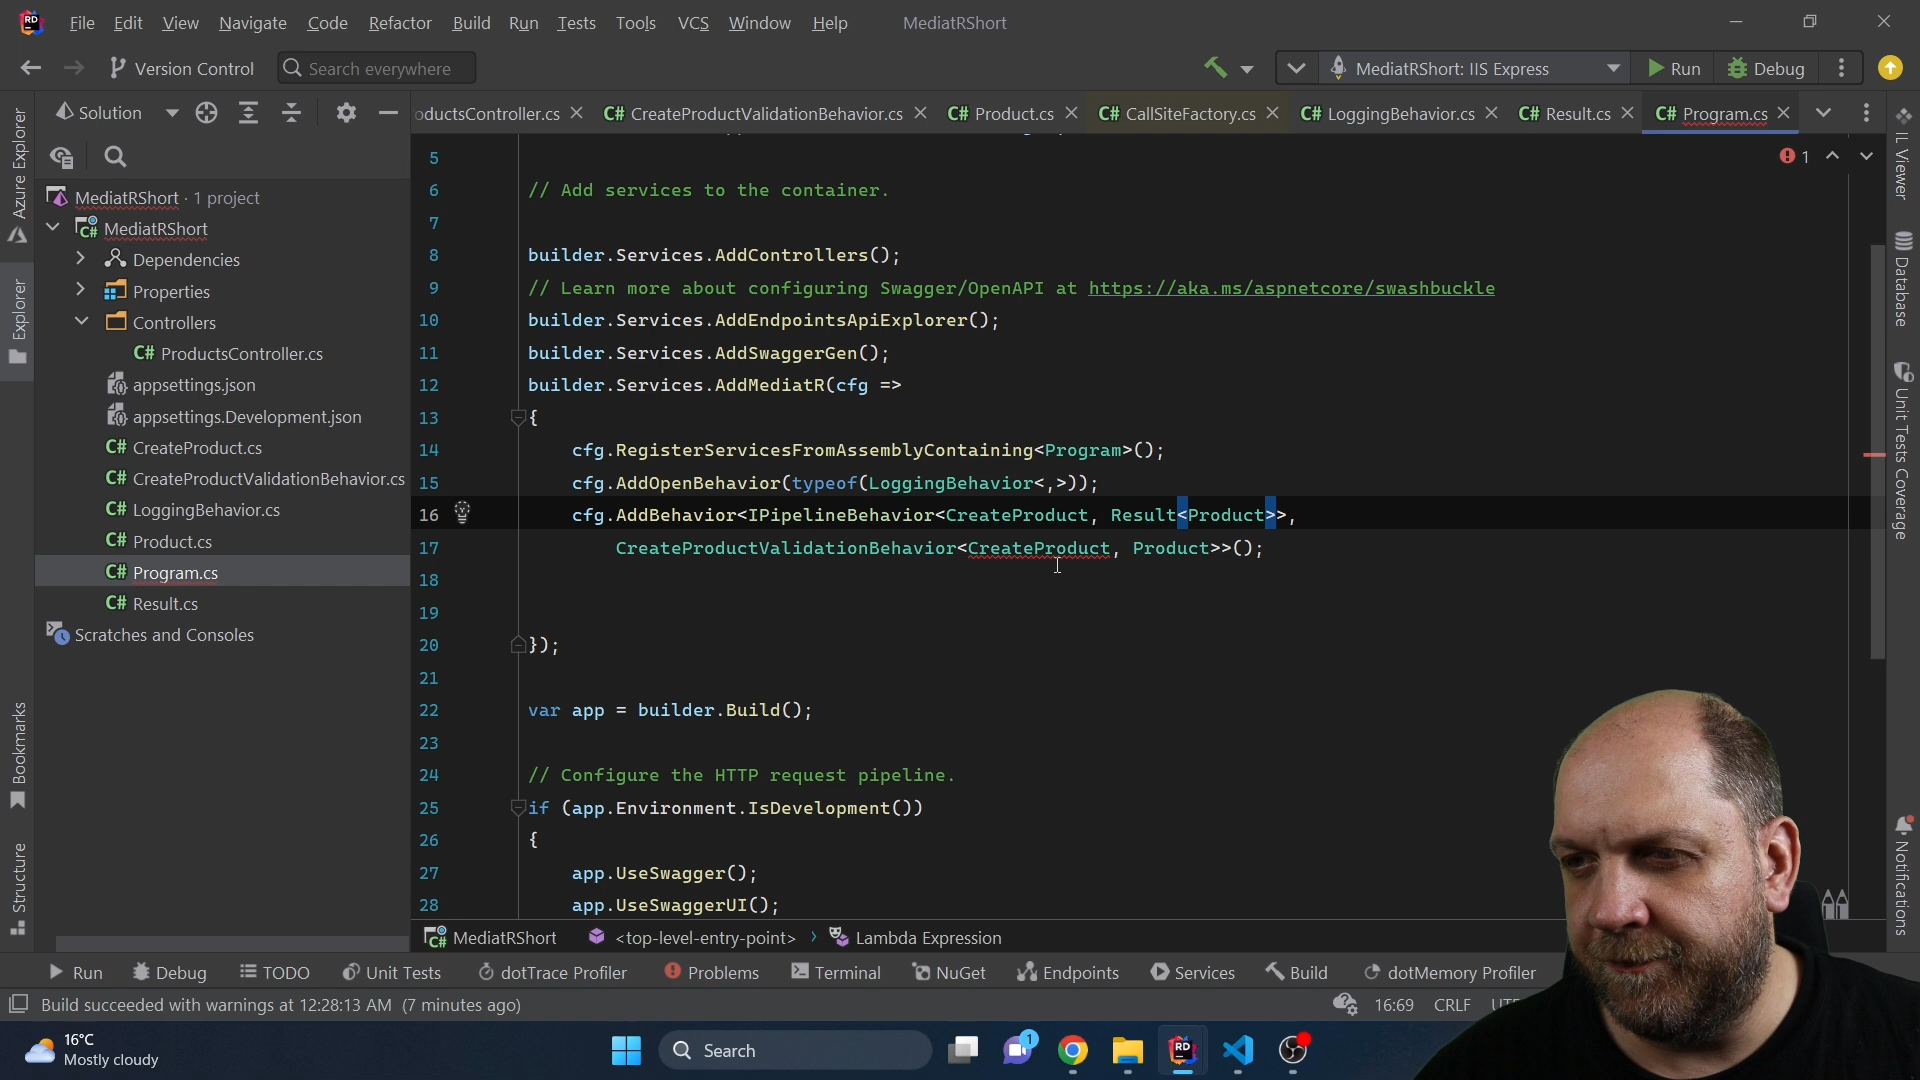 RD File Edit View Navigate Code Refactor Build Run Tests Tools VCS Window Help MediatRShort
Version Control Search everywhere MediatRShort: IIS Express Run Debug
Solution
oductsController.cs C# CreateProductValidationBehavior.cs C# Product.cs C# CallSiteFactory.cs C# LoggingBehavior.cs C# Result.cs C# Program.cs
Azure Explorer
Explorer
Bookmarks
Structure
MediatRShort · 1 project
C# MediatRShort
Dependencies
Properties
Controllers
C# ProductsController.cs
appsettings.json
appsettings.Development.json
C# CreateProduct.cs
C# CreateProductValidationBehavior.cs
C# LoggingBehavior.cs
C# Product.cs
C# Program.cs
C# Result.cs
Scratches and Consoles
1
5
6 // Add services to the container.
7
8 builder.Services.AddControllers();
9 // Learn more about configuring Swagger/OpenAPI at https://aka.ms/aspnetcore/swashbuckle
10 builder.Services.AddEndpointsApiExplorer();
11 builder.Services.AddSwaggerGen();
12 builder.Services.AddMediatR(cfg =>
13 {
14 cfg.RegisterServicesFromAssemblyContaining<Program>();
15 cfg.AddOpenBehavior(typeof(LoggingBehavior<,>));
16 cfg.AddBehavior<IPipelineBehavior<CreateProduct, Result<Product>>,
17 CreateProductValidationBehavior<CreateProduct, Product>>();
18
19
20 });
21
22 var app = builder.Build();
23
24 // Configure the HTTP request pipeline.
25 if (app.Environment.IsDevelopment())
26 {
27 app.UseSwagger();
28 app.UseSwaggerUI();
IL Viewer
Database
Unit Tests Coverage
Notifications
C# MediatRShort <top-level-entry-point> Lambda Expression
Run Debug TODO Unit Tests dotTrace Profiler Problems Terminal NuGet Endpoints Services Build dotMemory Profiler
Build succeeded with warnings at 12:28:13 AM (7 minutes ago) 16:69 CRLF
16°C
Mostly cloudy
Search
1
RD